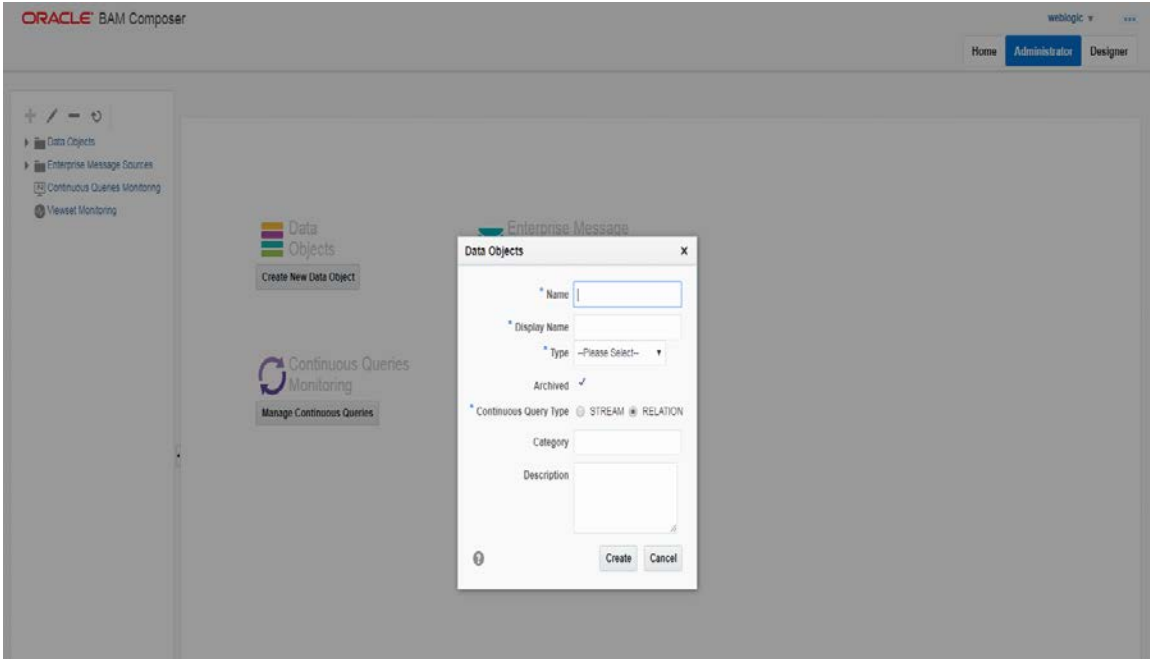 ORACLE® BAM Composer
weblogic
Home Administrator Designer
Data Objects
Enterprise Message Sources
Continuous Queries Monitoring
Viewset Monitoring
Data
Objects
Create New Data Object
Enterprise Message
Continuous Queries
Monitoring
Manage Continuous Queries
Data Objects x
* Name
* Display Name
* Type --Please Select--
Archived
* Continuous Query Type STREAM RELATION
Category
Description
? Create Cancel